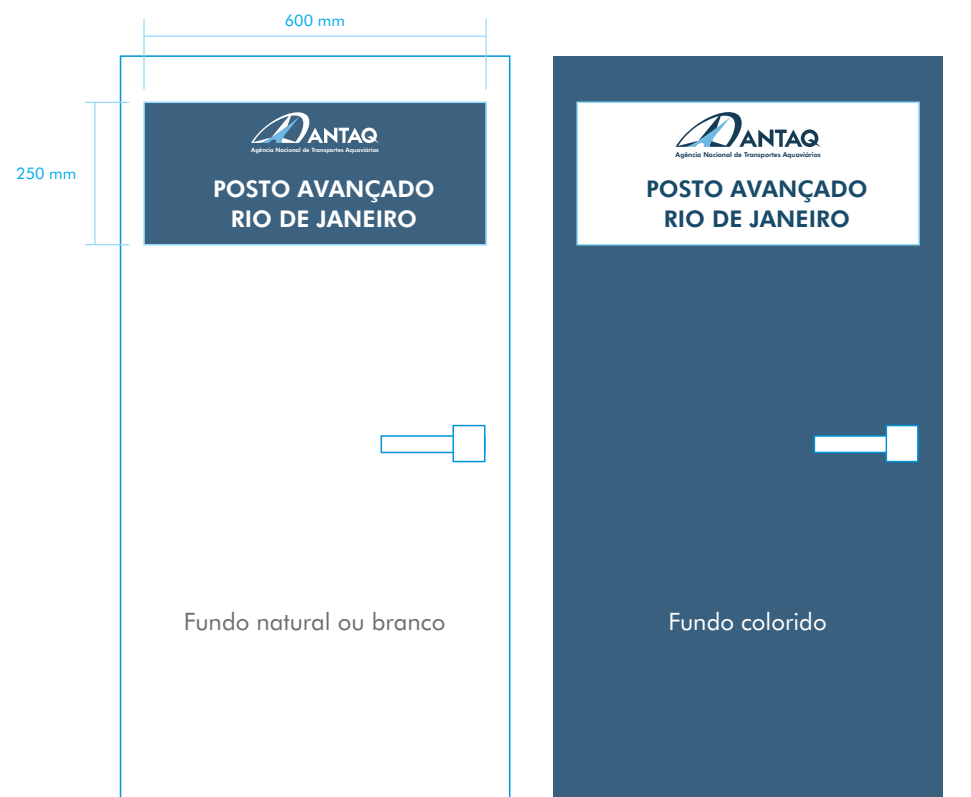 600 mm
250 mm
ANTAQ
Agência Nacional de Transportes Aquaviários
POSTO AVANÇADO
RIO DE JANEIRO
Fundo natural ou branco
ANTAQ
Agência Nacional de Transportes Aquaviários
POSTO AVANÇADO
RIO DE JANEIRO
Fundo colorido